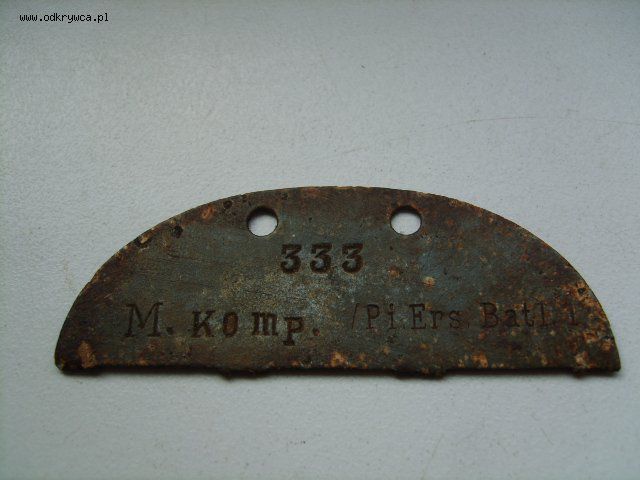 www.odkrywca.pl
333
M. Komp. /Pi.Ers. Batl. 1